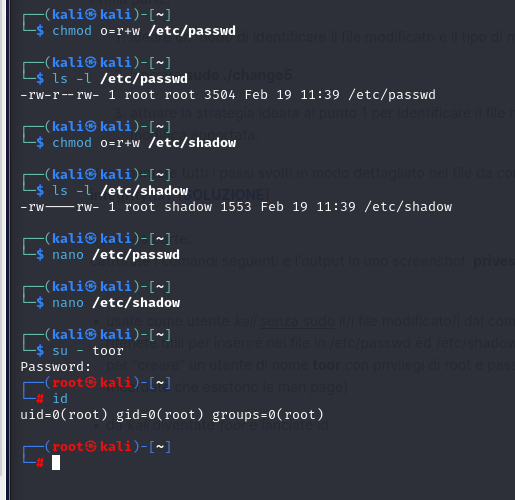 ┌──(kali㉿kali)-[~]
└─$ chmod o=r+w /etc/passwd
┌──(kali㉿kali)-[~]
└─$ ls -l /etc/passwd
-rw-r--rw- 1 root root 3504 Feb 19 11:39 /etc/passwd
┌──(kali㉿kali)-[~]
└─$ chmod o=r+w /etc/shadow
┌──(kali㉿kali)-[~]
└─$ ls -l /etc/shadow
-rw----rw- 1 root shadow 1553 Feb 19 11:39 /etc/shadow
┌──(kali㉿kali)-[~]
└─$ nano /etc/passwd
┌──(kali㉿kali)-[~]
└─$ nano /etc/shadow
┌──(kali㉿kali)-[~]
└─$ su - toor
Password:
┌──(root㉿kali)-[~]
└─# id
uid=0(root) gid=0(root) groups=0(root)
┌──(root㉿kali)-[~]
└─#